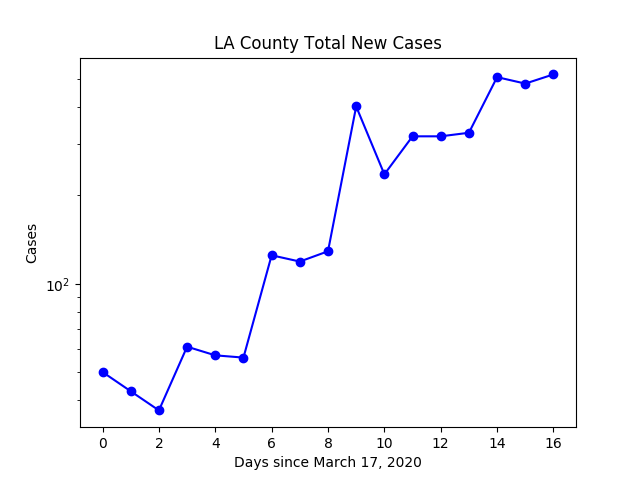 LA County Total New Cases
Cases
10²
0 2 4 6 8 10 12 14 16
Days since March 17, 2020